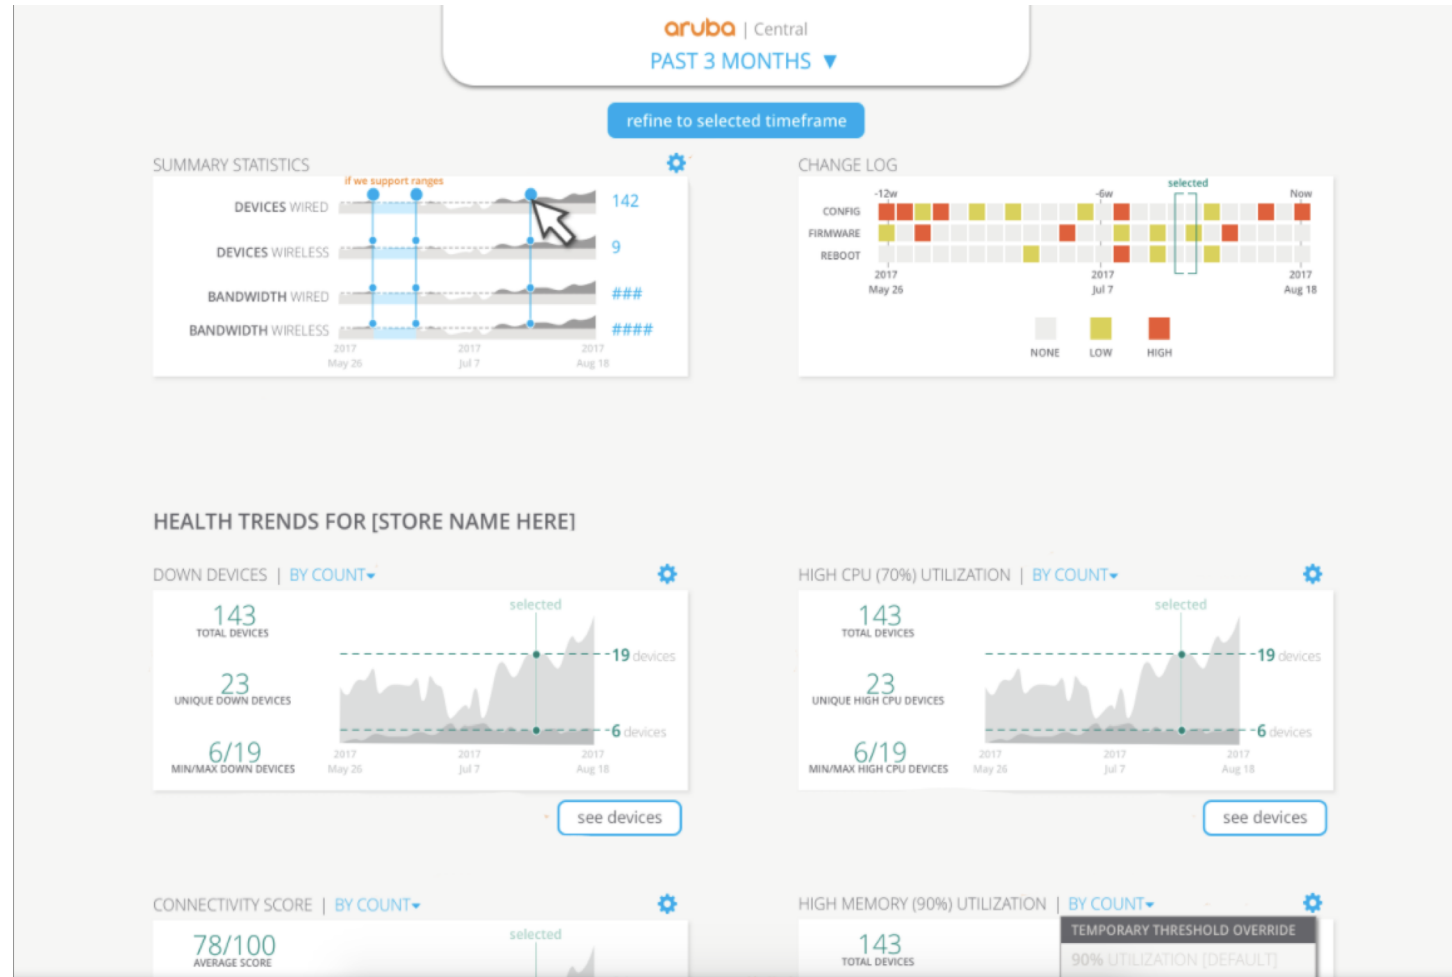 aruba | Central
PAST 3 MONTHS ▼
refine to selected timeframe
SUMMARY STATISTICS
if we support ranges
DEVICES WIRED
142
DEVICES WIRELESS
9
BANDWIDTH WIRED
###
BANDWIDTH WIRELESS
####
2017 2017 2017
May 26 Jul 7 Aug 18
CHANGE LOG
selected
-12w -6w Now
CONFIG
FIRMWARE
REBOOT
2017 2017 2017
May 26 Jul 7 Aug 18
NONE LOW HIGH
HEALTH TRENDS FOR [STORE NAME HERE]
DOWN DEVICES | BY COUNT
143
TOTAL DEVICES
23
UNIQUE DOWN DEVICES
6/19
MIN/MAX DOWN DEVICES
selected
19 devices
6 devices
2017 2017 2017
May 26 Jul 7 Aug 18
see devices
HIGH CPU (70%) UTILIZATION | BY COUNT
143
TOTAL DEVICES
23
UNIQUE HIGH CPU DEVICES
6/19
MIN/MAX HIGH CPU DEVICES
selected
19 devices
6 devices
2017 2017 2017
May 26 Jul 7 Aug 18
see devices
CONNECTIVITY SCORE | BY COUNT
78/100
AVERAGE SCORE
selected
HIGH MEMORY (90%) UTILIZATION | BY COUNT
143
TOTAL DEVICES
TEMPORARY THRESHOLD OVERRIDE
90% UTILIZATION [DEFAULT]